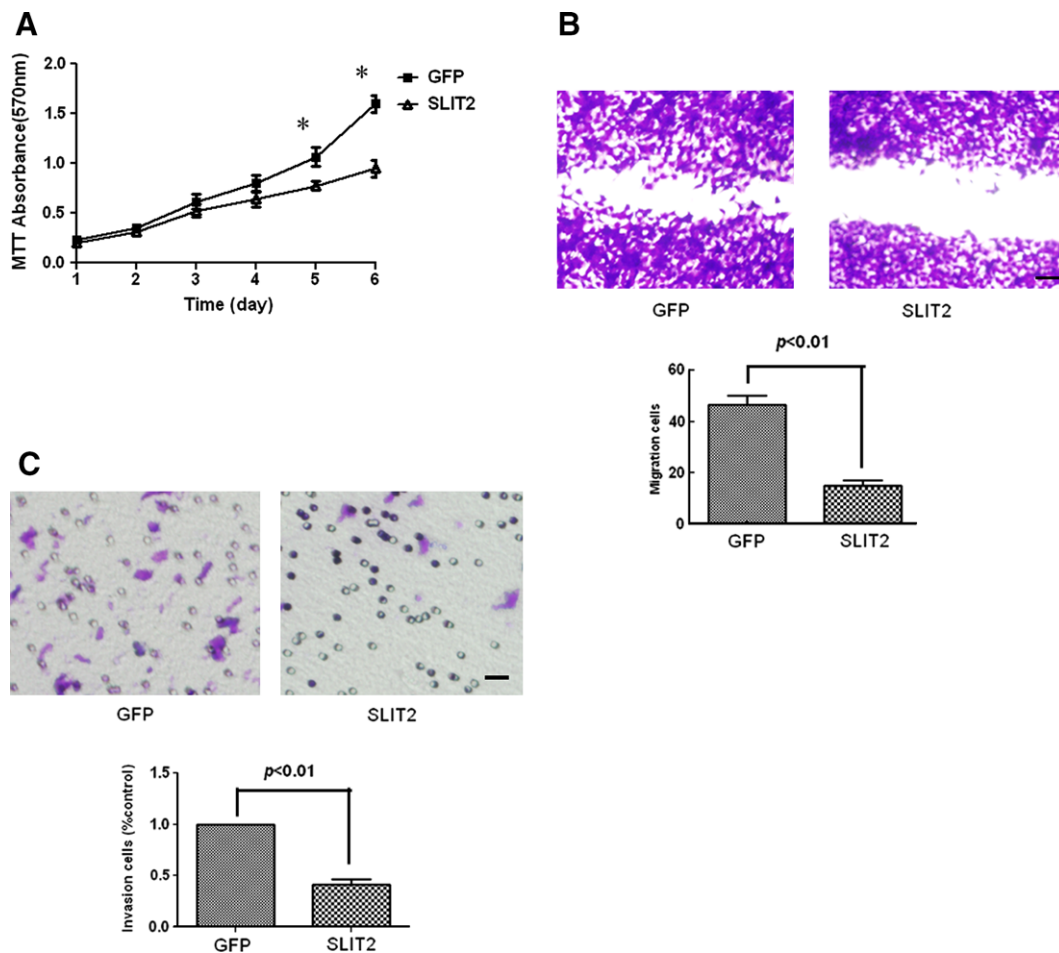 A
MTT Absorbance(570nm)
2.0
1.5
1.0
0.5
0.0
1 2 3 4 5 6
Time (day)
* *
GFP
SLIT2
B
GFP SLIT2
p<0.01
Migration cells
60
40
20
0
GFP SLIT2
C
GFP SLIT2
p<0.01
Invasion cells (%control)
1.5
1.0
0.5
0.0
GFP SLIT2